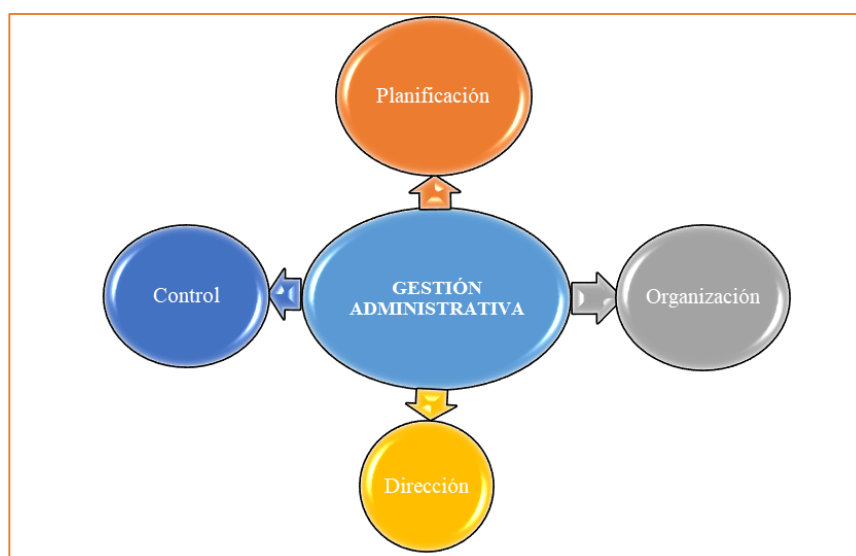 Planificación
Control
GESTIÓN
ADMINISTRATIVA
Organización
Dirección